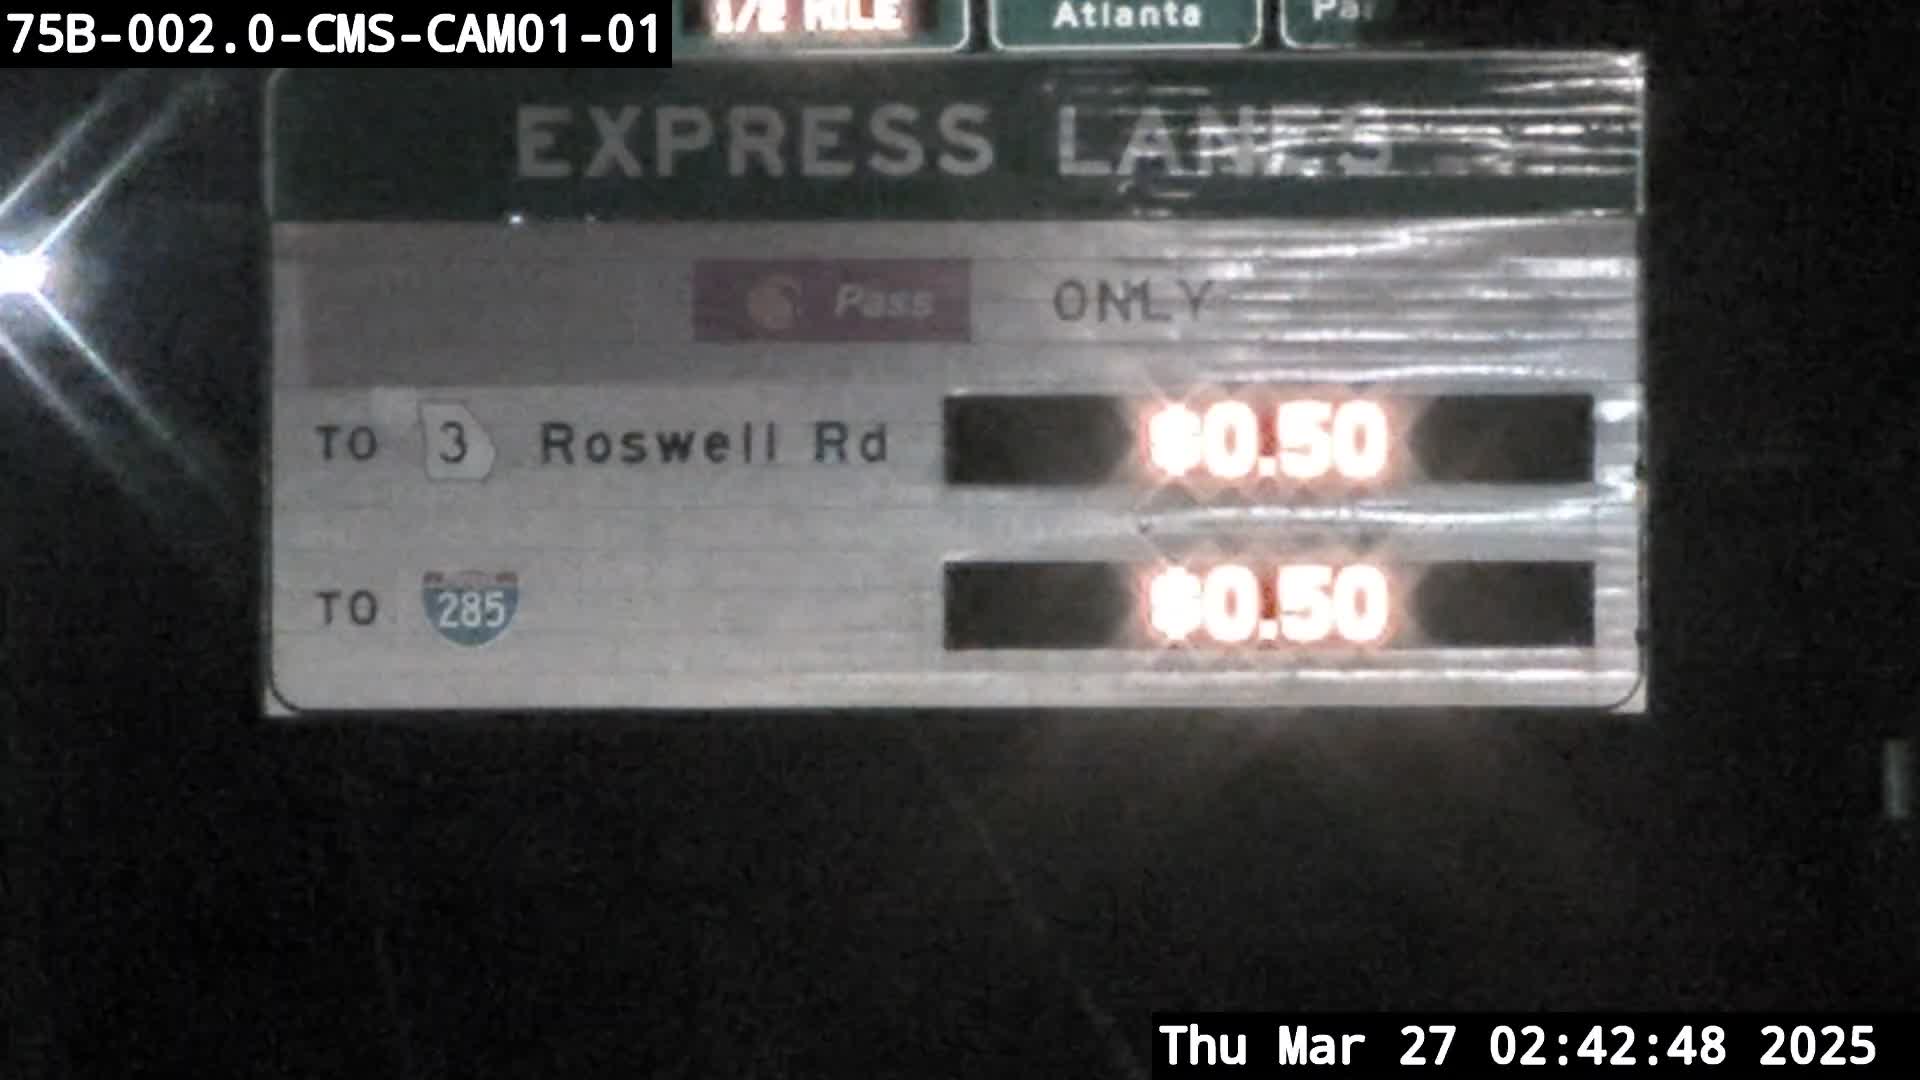 75B-002.0-CMS-CAM01-01
1/2 MILE
Atlanta
EXPRESS LANES
Pass ONLY
TO 3 Roswell Rd $0.50
TO 285 $0.50
Thu Mar 27 02:42:48 2025